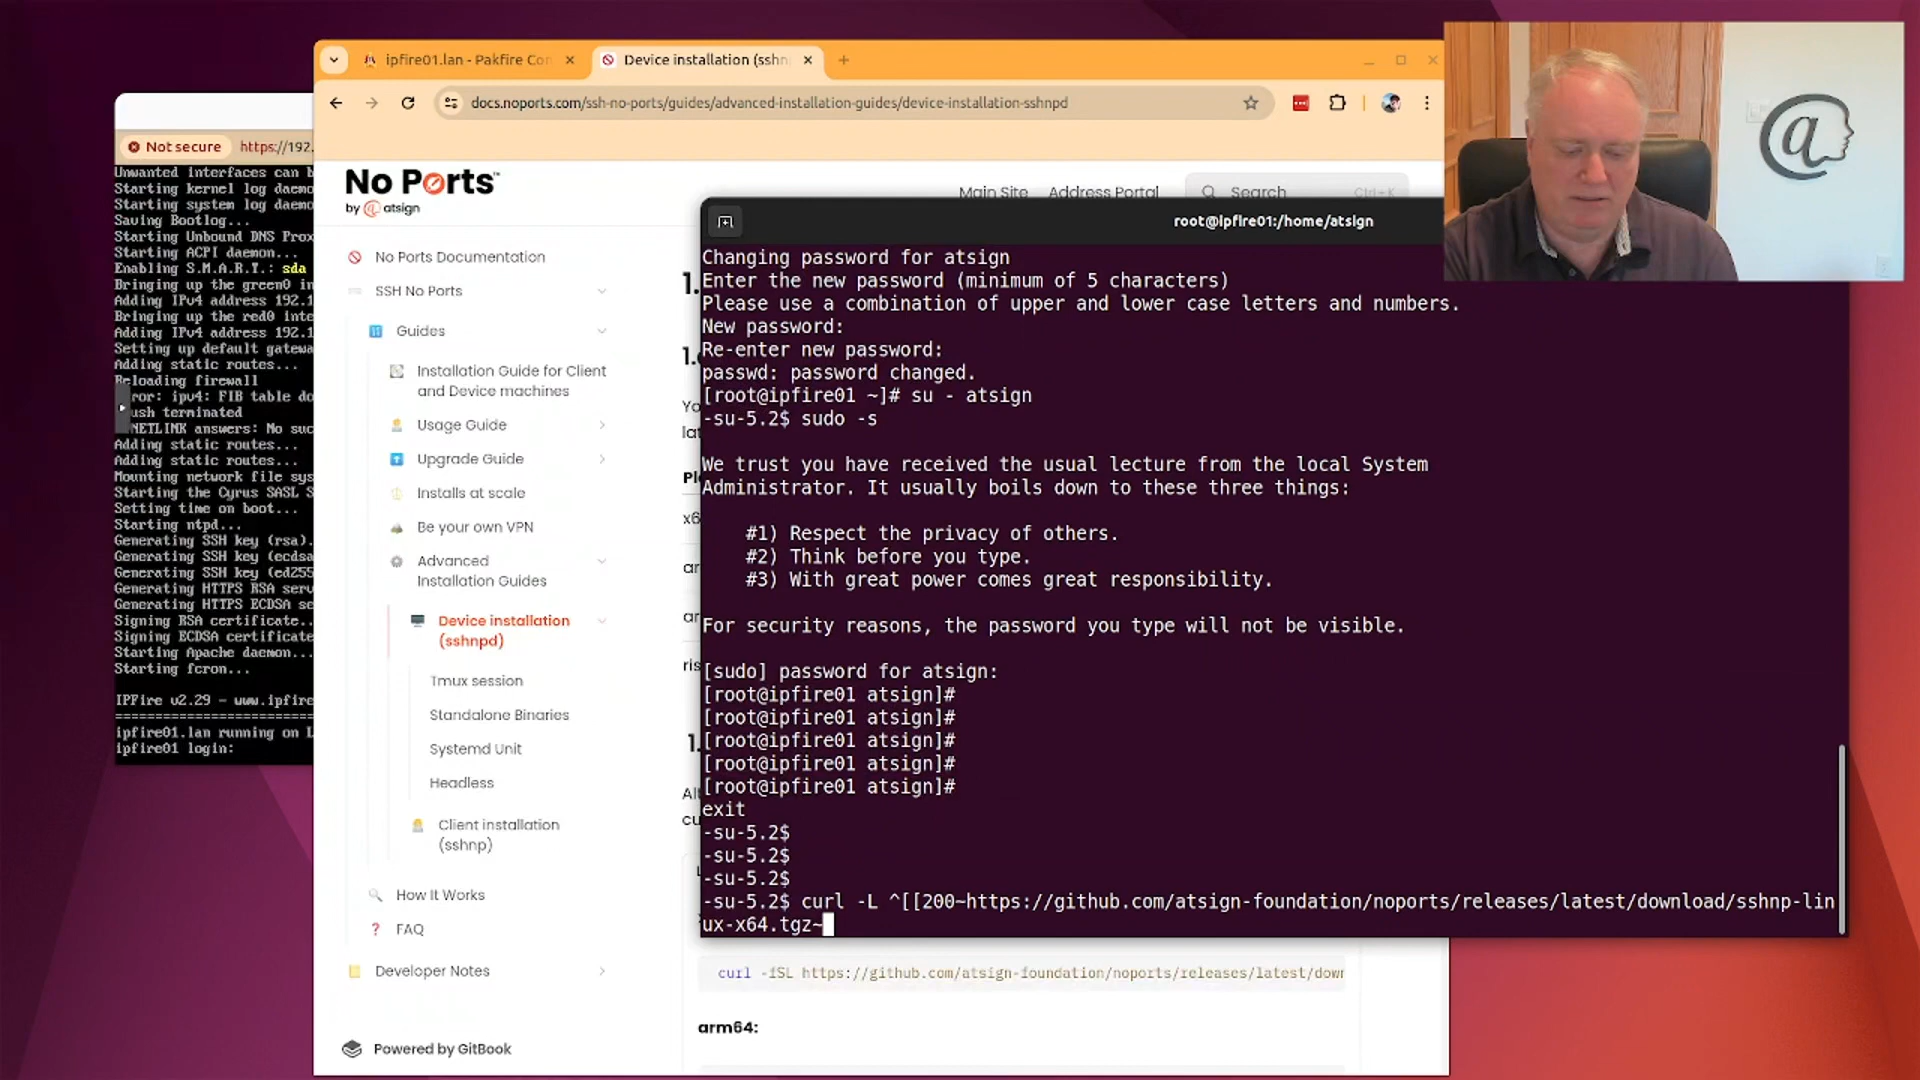 ipfire01.lan - Pakfire Con
Device installation (sshn
docs.noports.com/ssh-no-ports/guides/advanced-installation-guides/device-installation-sshnpd
Not secure
https://192.
Unwanted interfaces can b
Starting kernel log daemo
Starting system log daemo
Saving Bootlog...
Starting Unbound DNS Prox
Starting ACPI daemon...
Enabling S.M.A.R.T.: sda
Bringing up the green0 in
Adding IPv4 address 192.1
Bringing up the red0 inte
Adding IPv4 address 192.1
Setting up default gatewa
Adding static routes...
Reloading firewall
ror: ipv4: FIB table do
ush terminated
NETLINK answers: No suc
Adding static routes...
Adding static routes...
Mounting network file sys
Starting the Cyrus SASL S
Setting time on boot...
Starting ntpd...
Generating SSH key (rsa).
Generating SSH key (ecdsa
Generating SSH key (ed255
Generating HTTPS RSA serv
Generating HTTPS ECDSA se
Signing RSA certificate..
Signing ECDSA certificate
Starting Apache daemon...
Starting fcron...
IPFire v2.29 - www.ipfire
ipfire01.lan running on L
ipfire01 login:
No Ports™
by @ atsign
Main Site
Address Portal
Search
Ctrl+K
No Ports Documentation
SSH No Ports
Guides
Installation Guide for Client
and Device machines
Usage Guide
Upgrade Guide
Installs at scale
Be your own VPN
Advanced
Installation Guides
Device installation
(sshnpd)
Tmux session
Standalone Binaries
Systemd Unit
Headless
Client installation
(sshnp)
How It Works
FAQ
Developer Notes
Powered by GitBook
root@ipfire01:/home/atsign
Changing password for atsign
Enter the new password (minimum of 5 characters)
Please use a combination of upper and lower case letters and numbers.
New password:
Re-enter new password:
passwd: password changed.
[root@ipfire01 ~]# su - atsign
-su-5.2$ sudo -s
We trust you have received the usual lecture from the local System
Administrator. It usually boils down to these three things:
#1) Respect the privacy of others.
#2) Think before you type.
#3) With great power comes great responsibility.
For security reasons, the password you type will not be visible.
[sudo] password for atsign:
[root@ipfire01 atsign]#
[root@ipfire01 atsign]#
[root@ipfire01 atsign]#
[root@ipfire01 atsign]#
[root@ipfire01 atsign]#
exit
-su-5.2$
-su-5.2$
-su-5.2$
-su-5.2$ curl -L ^[[200~https://github.com/atsign-foundation/noports/releases/latest/download/sshnp-lin
ux-x64.tgz~
curl -fSL https://github.com/atsign-foundation/noports/releases/latest/down
arm64: